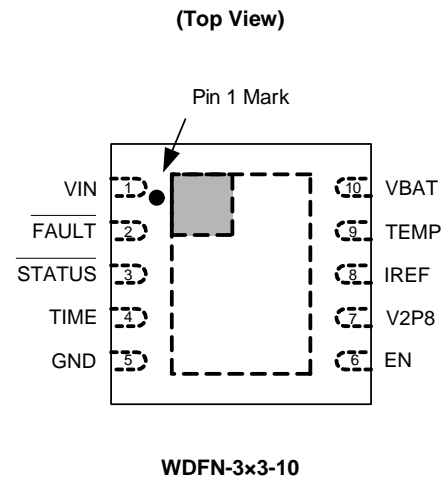 (Top View)
Pin 1 Mark
VIN 1 10 VBAT
FAULT 2 9 TEMP
STATUS 3 8 IREF
TIME 4 7 V2P8
GND 5 6 EN
WDFN-3×3-10